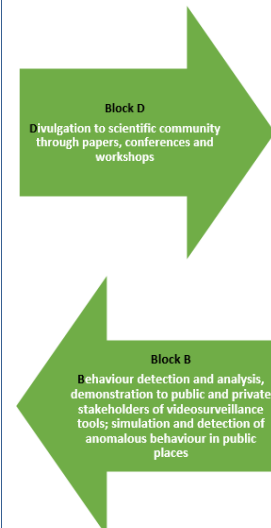 Block D
Divulgation to scientific community
through papers, conferences and
workshops
Block B
Behaviour detection and analysis,
demonstration to public and private
stakeholders of videosurveillance
tools; simulation and detection of
anomalous behaviour in public
places